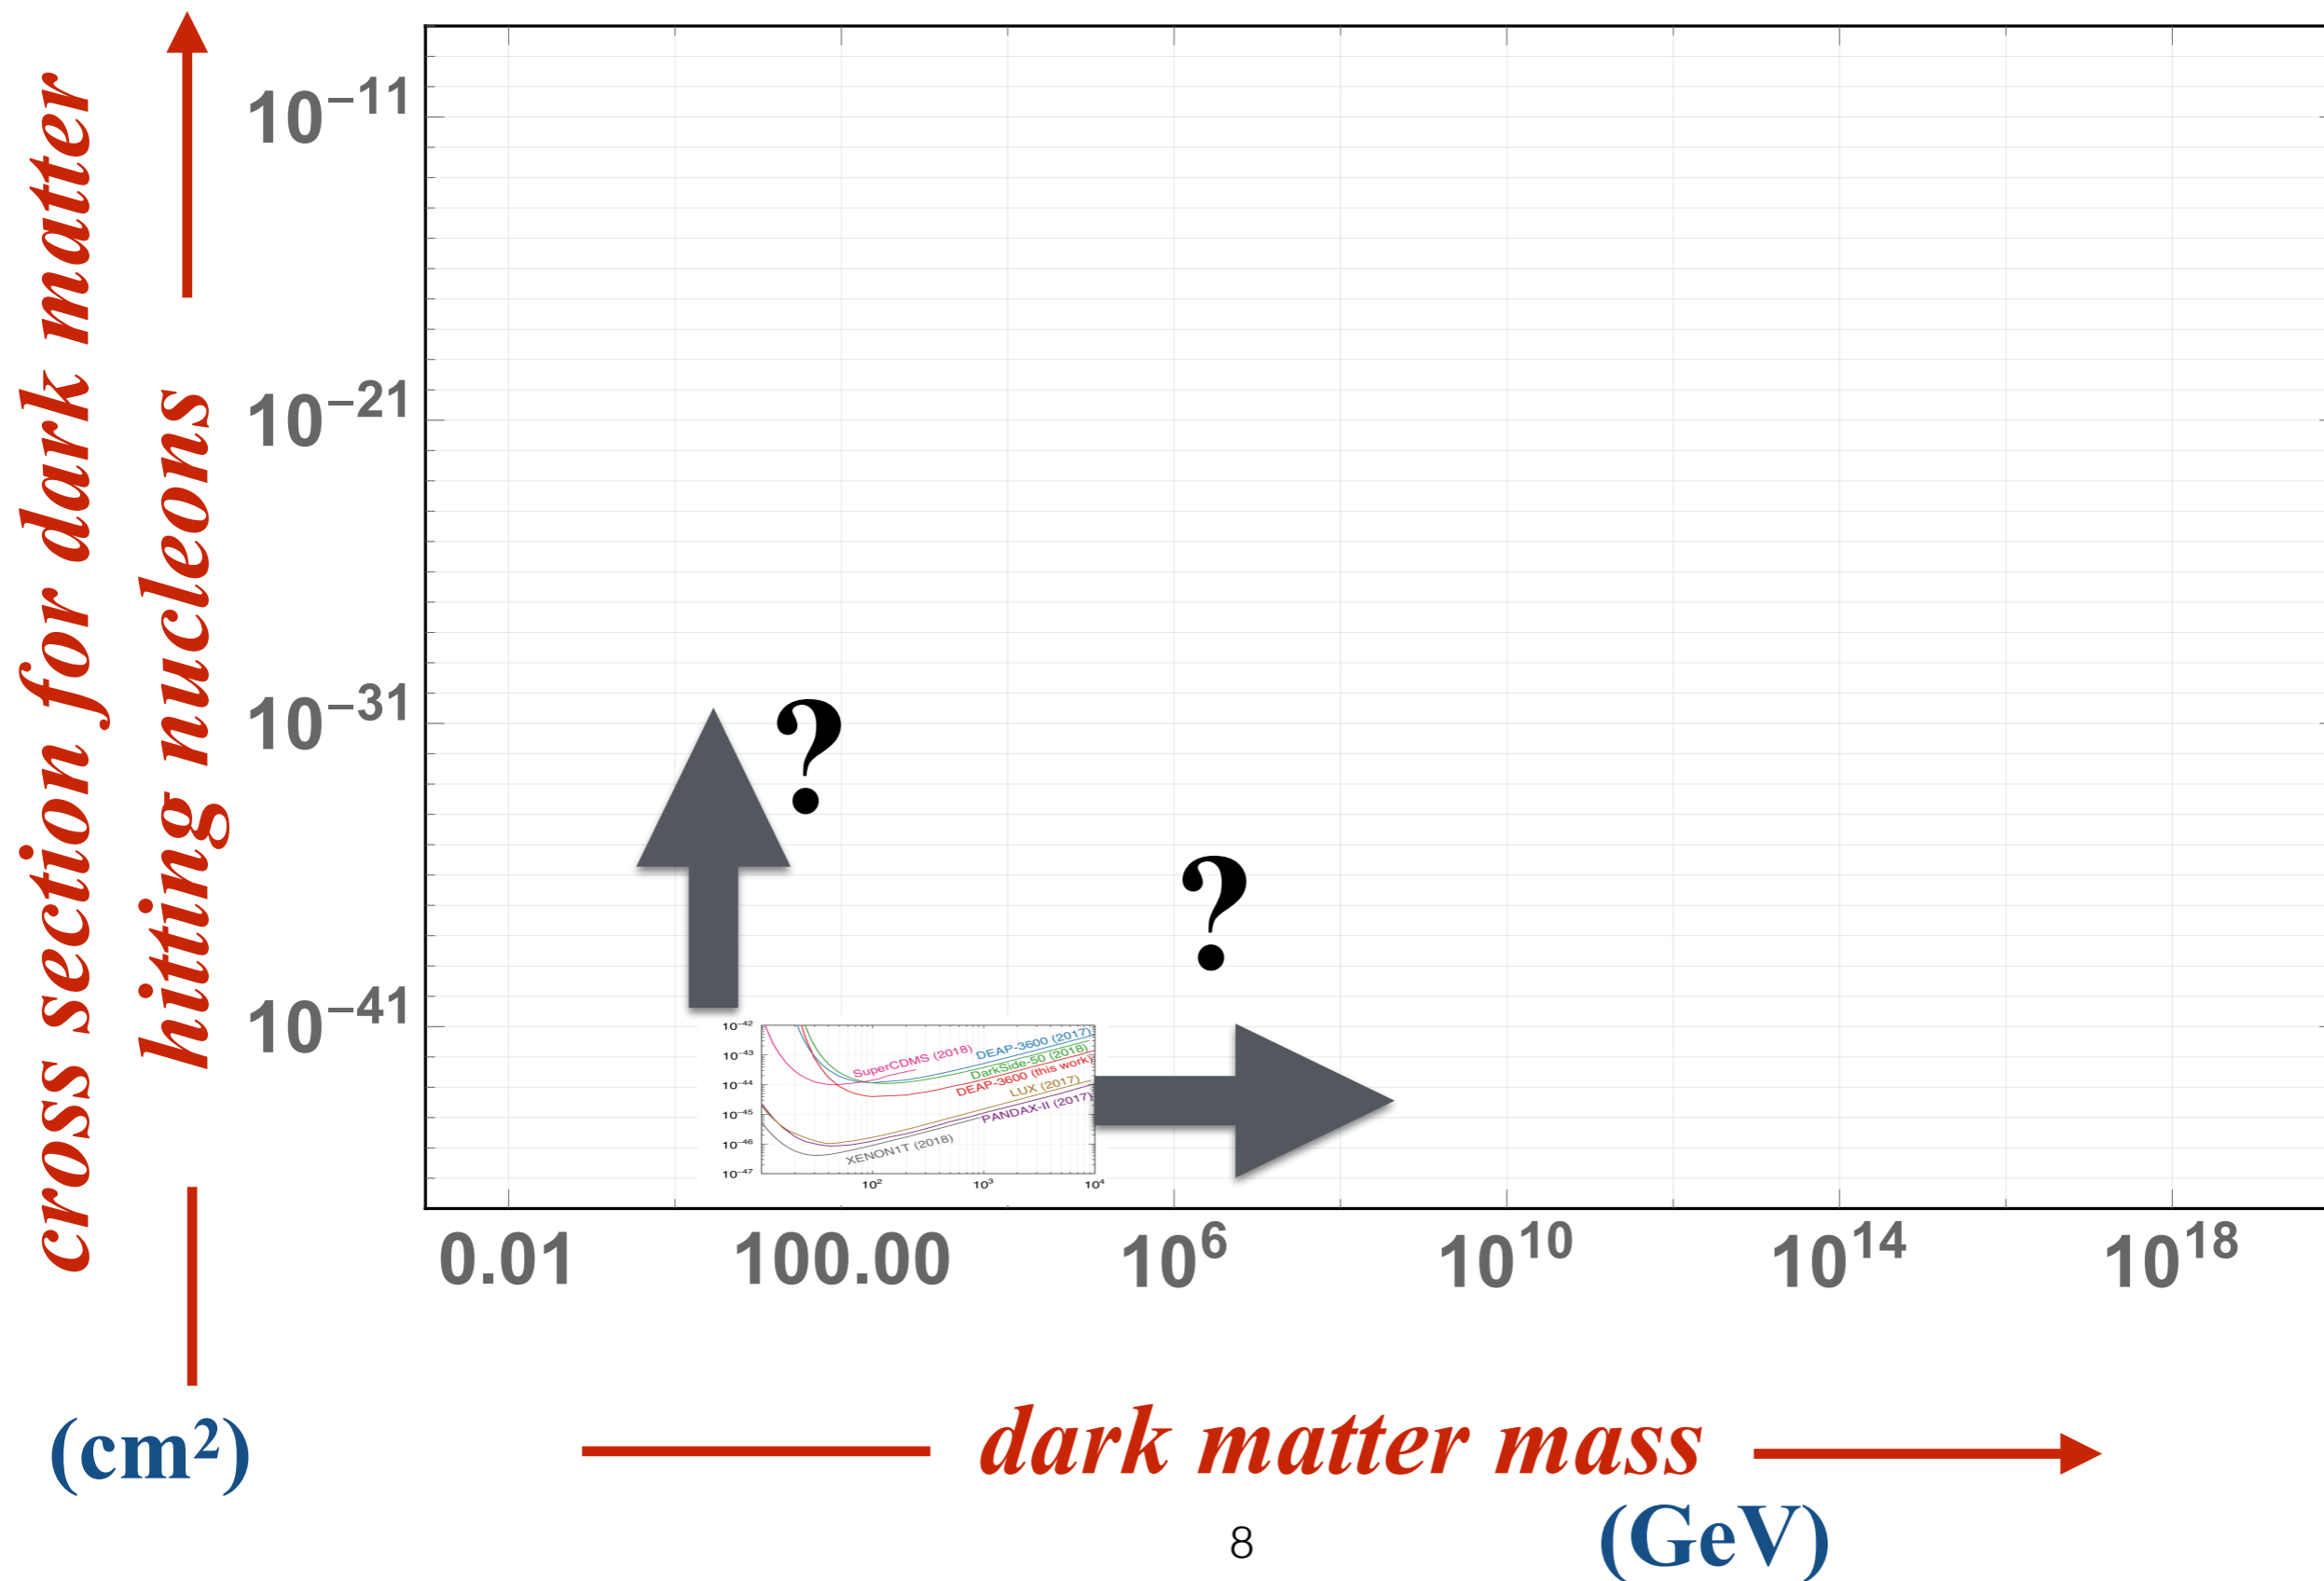 cross section for dark matter
hitting nucleons
(cm²)
10⁻¹¹
10⁻²¹
10⁻³¹
10⁻⁴¹
?
?
10⁻⁴²
10⁻⁴³
10⁻⁴⁴
10⁻⁴⁵
10⁻⁴⁶
10⁻⁴⁷
SuperCDMS (2018)
DEAP-3600 (2017)
DarkSide-50 (2018)
DEAP-3600 (this work)
LUX (2017)
PANDAX-II (2017)
XENON1T (2018)
10² 10³ 10⁴
0.01 100.00 10⁶ 10¹⁰ 10¹⁴ 10¹⁸
dark matter mass
(GeV)
8